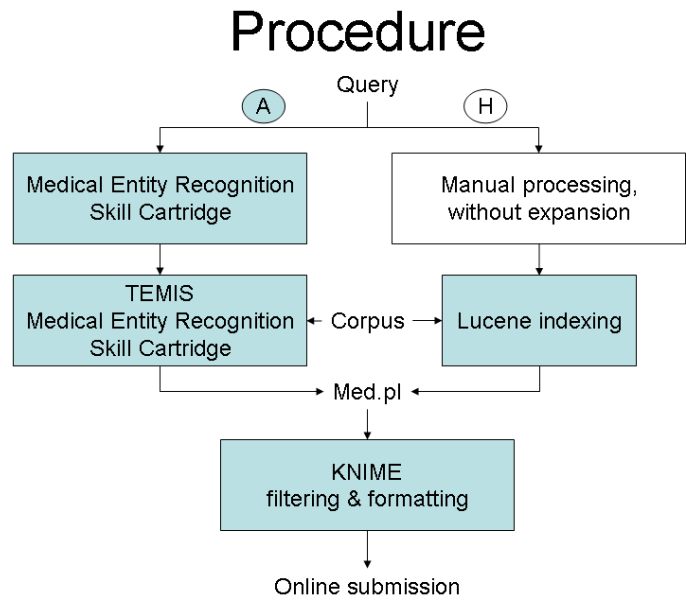 Procedure
Query
A
H
Medical Entity Recognition
Skill Cartridge
Manual processing,
without expansion
TEMIS
Medical Entity Recognition
Skill Cartridge
Corpus
Lucene indexing
Med.pl
KNIME
filtering & formatting
Online submission